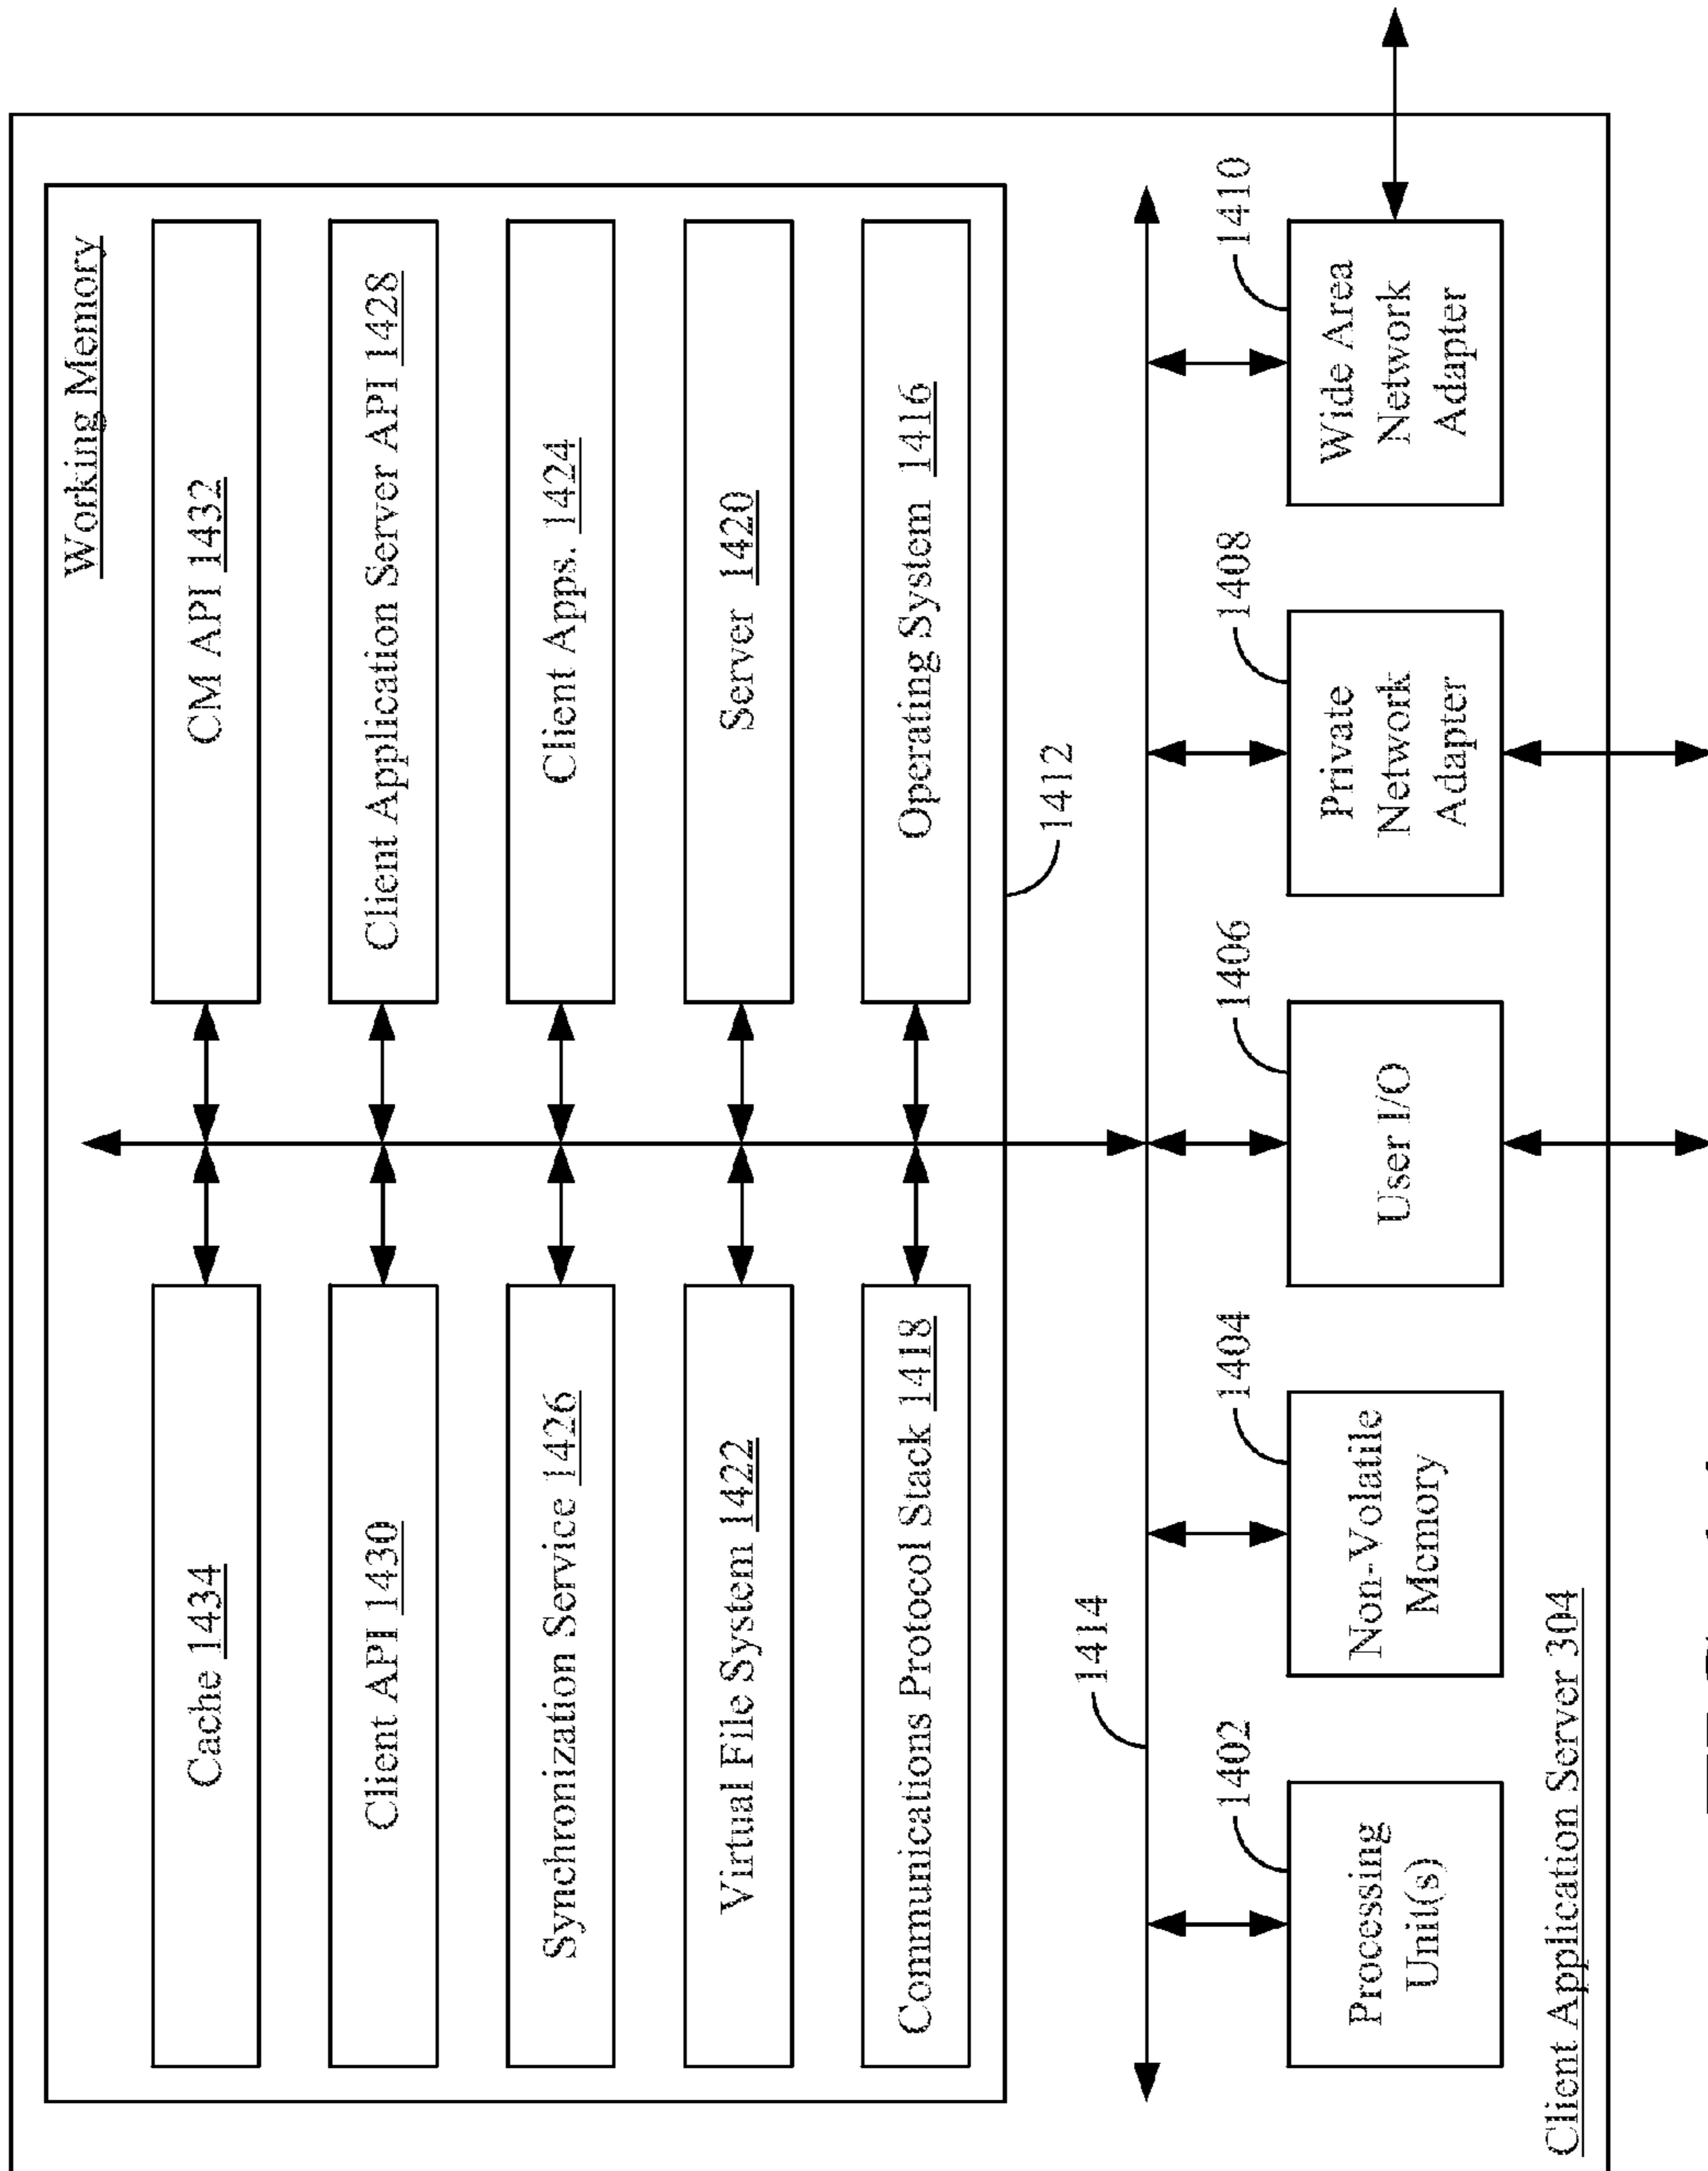 Working Memory
Cache 1434
CM API 1432
Client API 1430
Client Application Server API 1428
Synchronization Service 1426
Client Apps. 1424
Virtual File System 1422
Server 1420
Communications Protocol Stack 1418
Operating System 1416
1412
1414
1402
1404
1406
1408
1410
Processing
Unit(s)
Non-Volatile
Memory
User I/O
Private
Network
Adapter
Wide Area
Network
Adapter
Client Application Server 304